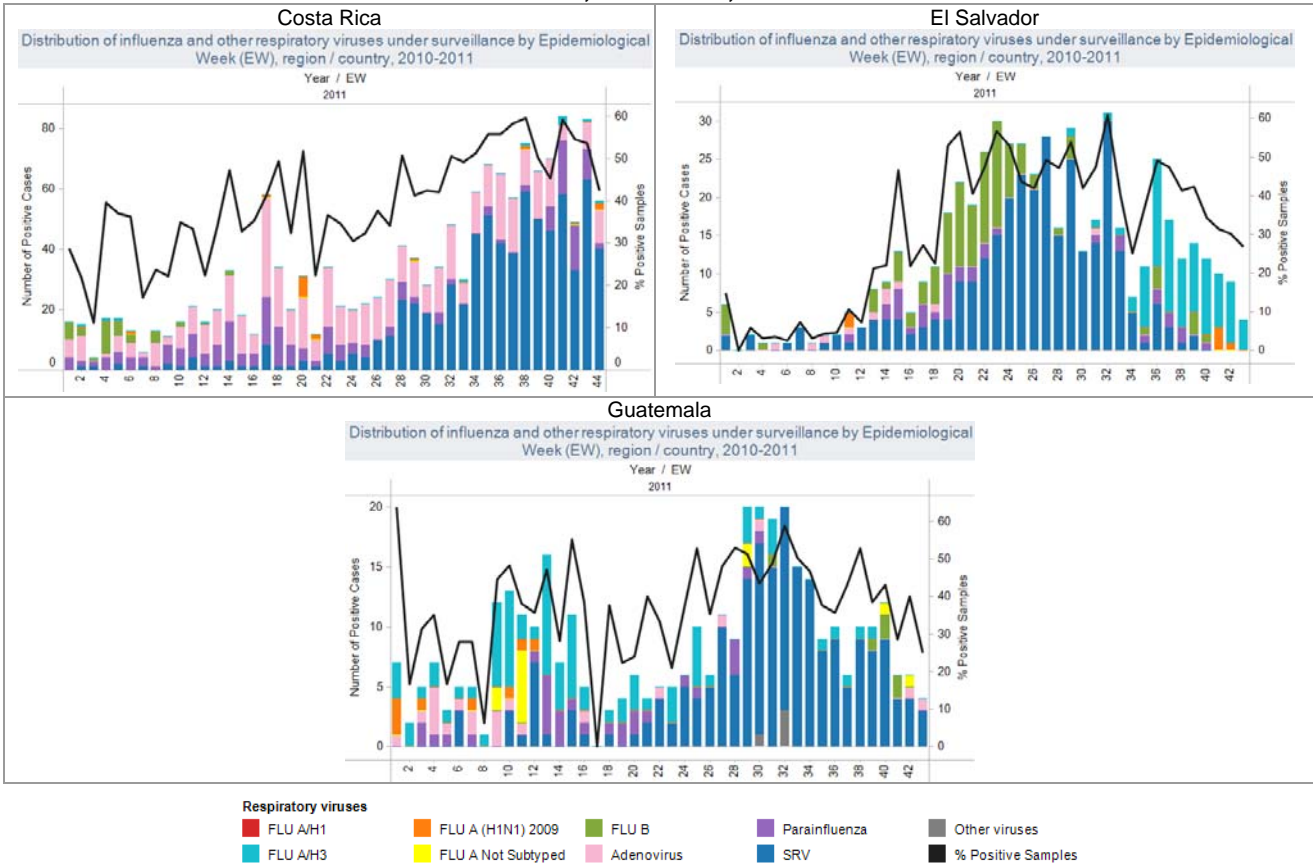 Costa Rica
Distribution of influenza and other respiratory viruses under surveillance by Epidemiological
Week (EW), region / country, 2010-2011
Year / EW
2011
Number of Positive Cases
80
60
40
20
0
% Positive Samples
60
50
40
30
20
10
0
2 4 6 8 10 12 14 16 18 20 22 24 26 28 30 32 34 36 38 40 42 44
El Salvador
Distribution of influenza and other respiratory viruses under surveillance by Epidemiological
Week (EW), region / country, 2010-2011
Year / EW
2011
Number of Positive Cases
30
25
20
15
10
5
0
% Positive Samples
60
50
40
30
20
10
0
2 4 6 8 10 12 14 16 18 20 22 24 26 28 30 32 34 36 38 40 42
Guatemala
Distribution of influenza and other respiratory viruses under surveillance by Epidemiological
Week (EW), region / country, 2010-2011
Year / EW
2011
Number of Positive Cases
20
15
10
5
0
% Positive Samples
60
50
40
30
20
10
0
2 4 6 8 10 12 14 16 18 20 22 24 26 28 30 32 34 36 38 40 42
Respiratory viruses
FLU A/H1 FLU A (H1N1) 2009 FLU B Parainfluenza Other viruses
FLU A/H3 FLU A Not Subtyped Adenovirus SRV % Positive Samples